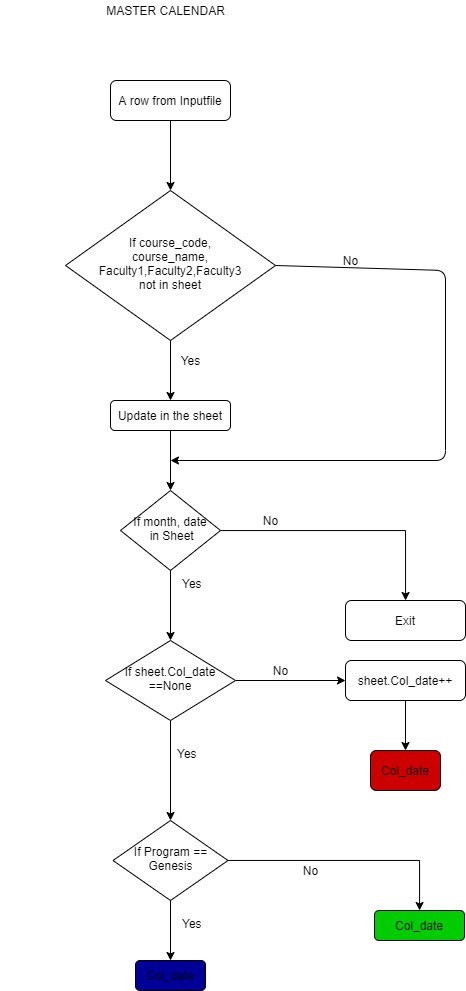 MASTER CALENDAR
A row from Inputfile
If course_code,
course_name,
Faculty1,Faculty2,Faculty3
not in sheet
No
Yes
Update in the sheet
If month, date
in Sheet
No
Yes
Exit
If sheet.Col_date
==None
No
sheet.Col_date++
Yes
Col_date
If Program ==
Genesis
No
Yes
Col_date
Col_date